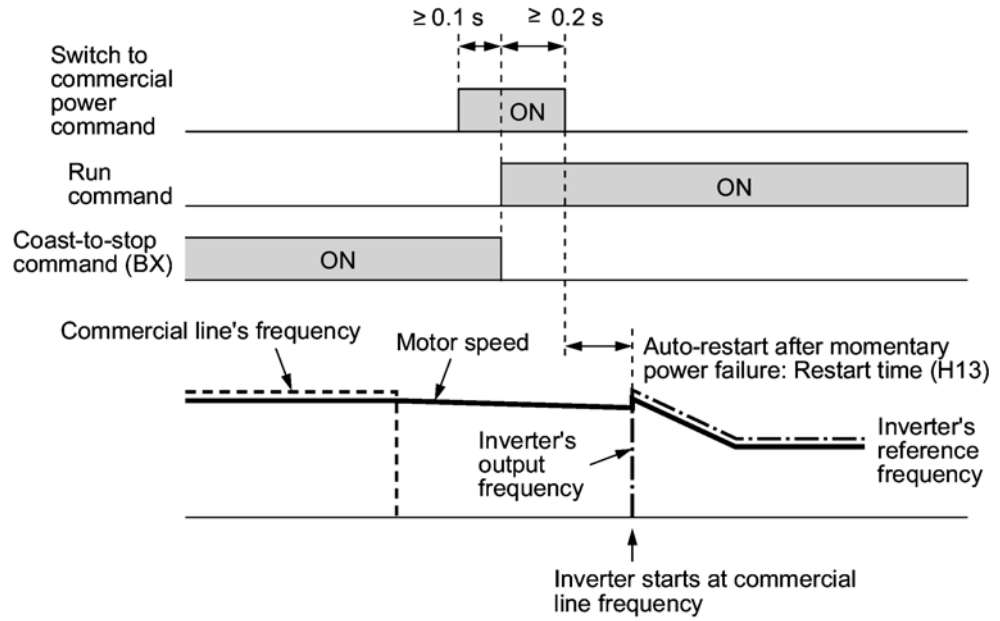 ≥ 0.1 s
≥ 0.2 s
Switch to
commercial
power
command
ON
Run
command
ON
Coast-to-stop
command (BX)
ON
Commercial line's frequency
Motor speed
Auto-restart after momentary
power failure: Restart time (H13)
Inverter's
output
frequency
Inverter's
reference
frequency
Inverter starts at commercial
line frequency